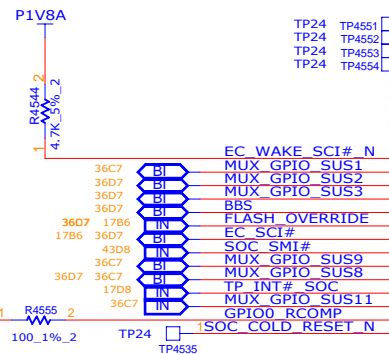 P1V8A
TP24 TP4551
TP24 TP4552
TP24 TP4553
TP24 TP4554
2
R4544
4.7K_5%_2
1
EC_WAKE_SCI#_N
36C7 BI MUX_GPIO_SUS1
36D7 BI MUX_GPIO_SUS2
36D7 BI MUX_GPIO_SUS3
36D7 BI BBS
36D7 17B6 IN FLASH_OVERRIDE
17B6 36D7 BI EC_SCI#
43D8 IN SOC_SMI#
36C7 BI MUX_GPIO_SUS9
36D7 36C7 BI MUX_GPIO_SUS8
17D8 IN TP_INT#_SOC
36C7 IN MUX_GPIO_SUS11
1 R4555 2 GPIO0_RCOMP
100_1%_2
TP24 1 SOC_COLD_RESET_N
TP4535